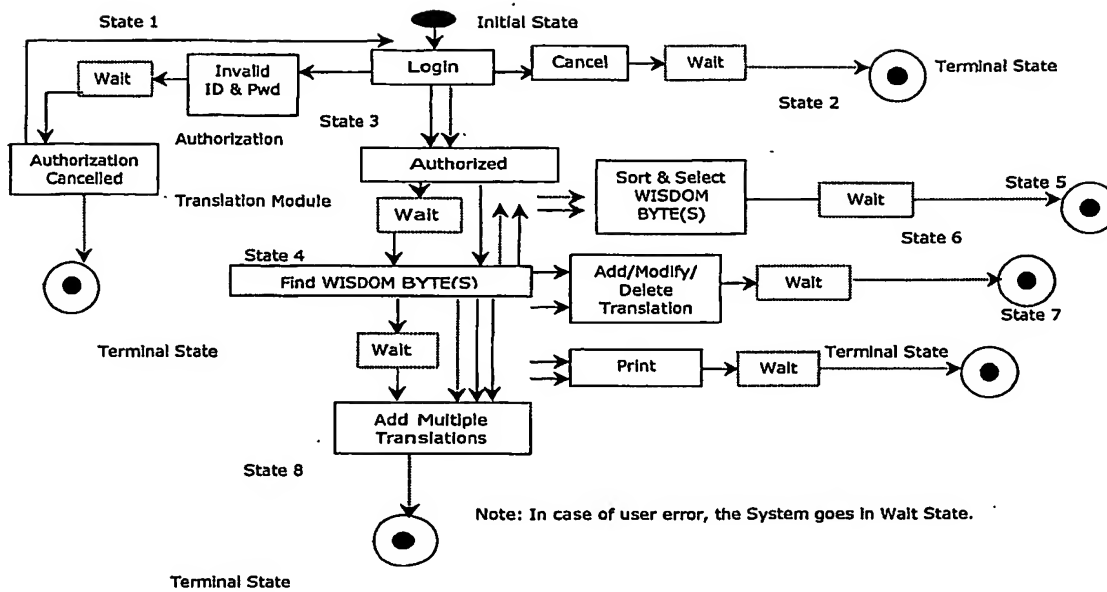 State 1
Initial State
Login
Cancel
Wait
Terminal State
Wait
Invalid
ID & Pwd
State 2
State 3
Authorization
Authorization
Cancelled
Authorized
Sort & Select
WISDOM
BYTE(S)
Wait
State 5
Translation Module
Wait
State 6
State 4
Find WISDOM BYTE(S)
Add/Modify/
Delete
Translation
Wait
State 7
Terminal State
Wait
Print
Wait
Terminal State
Add Multiple
Translations
State 8
Note: In case of user error, the System goes in Wait State.
Terminal State